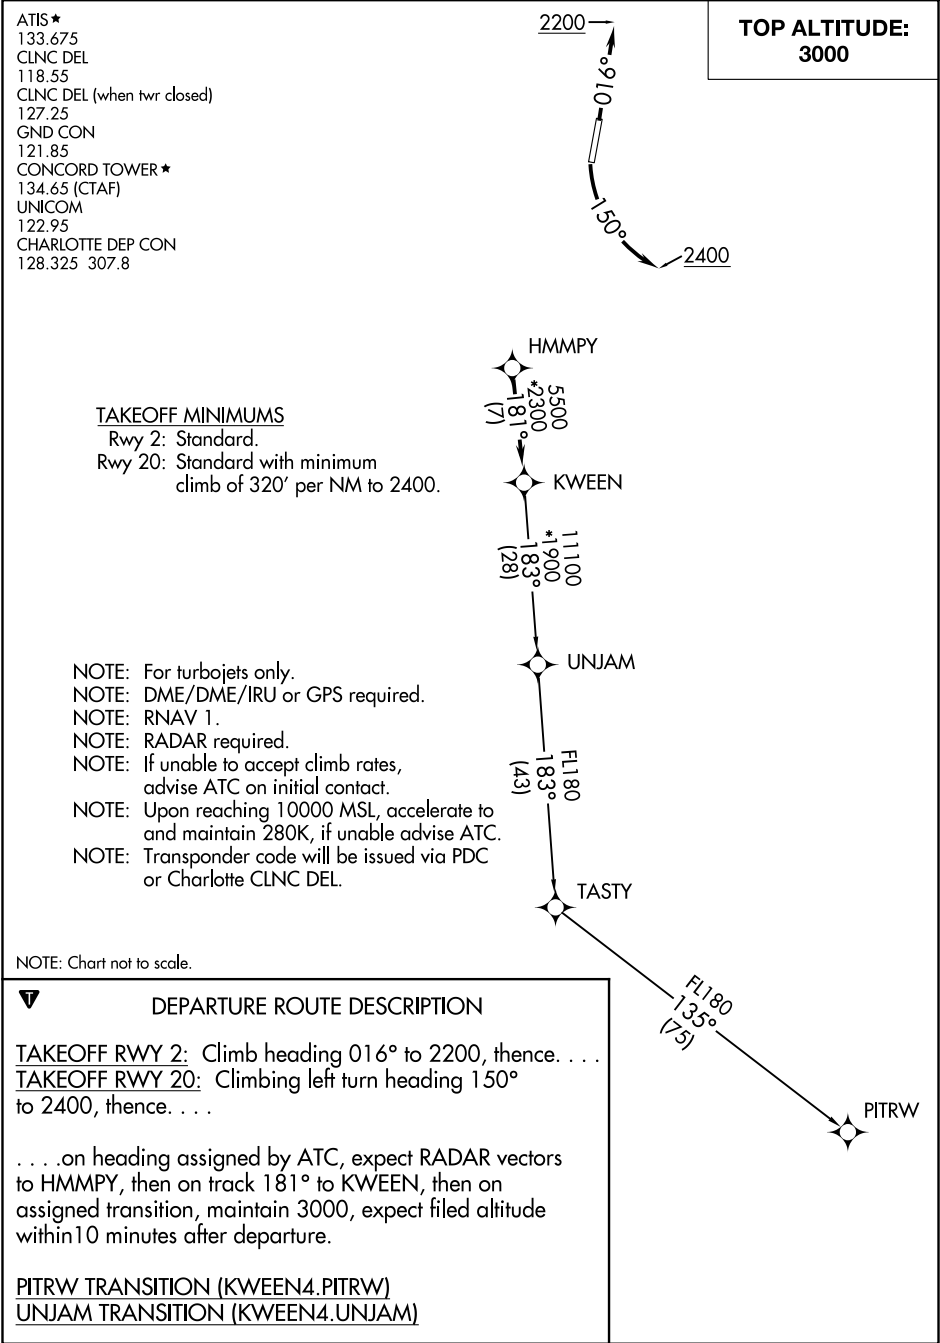 ATIS★
133.675
CLNC DEL
118.55
CLNC DEL (when twr closed)
127.25
GND CON
121.85
CONCORD TOWER★
134.65 (CTAF)
UNICOM
122.95
CHARLOTTE DEP CON
128.325 307.8
TOP ALTITUDE:
3000
2200
016°
150°
2400
HMMPY
5500
*2300
181°
(7)
KWEEN
11100
*1900
183°
(28)
UNJAM
FL180
183°
(43)
TASTY
FL180
135°
(75)
PITRW
TAKEOFF MINIMUMS
Rwy 2: Standard.
Rwy 20: Standard with minimum
climb of 320' per NM to 2400.
NOTE: For turbojets only.
NOTE: DME/DME/IRU or GPS required.
NOTE: RNAV 1.
NOTE: RADAR required.
NOTE: If unable to accept climb rates,
advise ATC on initial contact.
NOTE: Upon reaching 10000 MSL, accelerate to
and maintain 280K, if unable advise ATC.
NOTE: Transponder code will be issued via PDC
or Charlotte CLNC DEL.
NOTE: Chart not to scale.
T
DEPARTURE ROUTE DESCRIPTION
TAKEOFF RWY 2: Climb heading 016° to 2200, thence. . . .
TAKEOFF RWY 20: Climbing left turn heading 150°
to 2400, thence. . . .
. . . .on heading assigned by ATC, expect RADAR vectors
to HMMPY, then on track 181° to KWEEN, then on
assigned transition, maintain 3000, expect filed altitude
within10 minutes after departure.
PITRW TRANSITION (KWEEN4.PITRW)
UNJAM TRANSITION (KWEEN4.UNJAM)